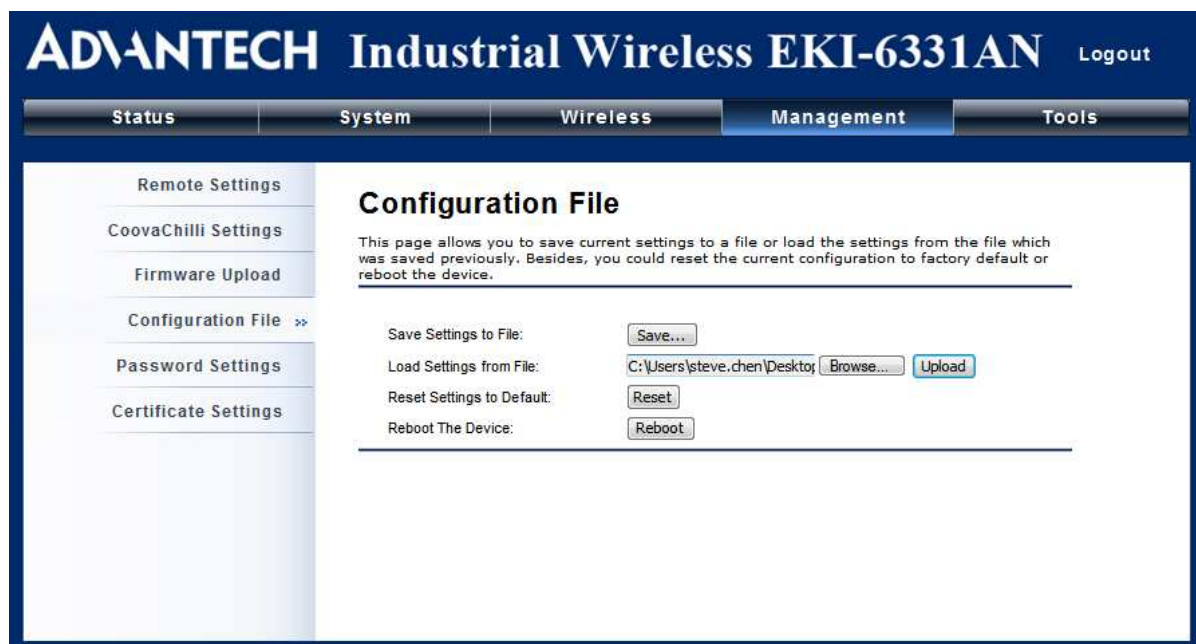 ADVANTECH Industrial Wireless EKI-6331AN Logout
Status System Wireless Management Tools
Remote Settings
CoovaChilli Settings
Firmware Upload
Configuration File »
Password Settings
Certificate Settings
Configuration File
This page allows you to save current settings to a file or load the settings from the file which
was saved previously. Besides, you could reset the current configuration to factory default or
reboot the device.
Save Settings to File: Save...
Load Settings from File: C:\Users\steve.chen\Desktop Browse... Upload
Reset Settings to Default: Reset
Reboot The Device: Reboot